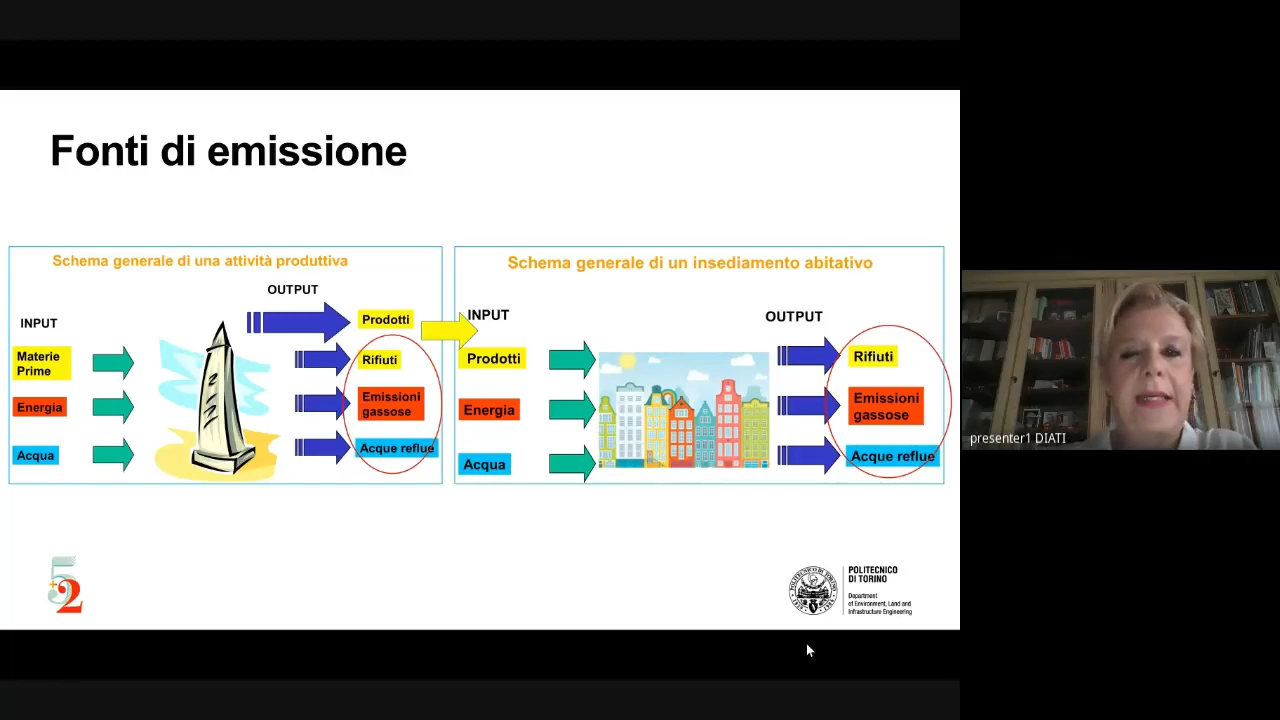 Fonti di emissione
Schema generale di una attività produttiva
OUTPUT
INPUT
Prodotti
Materie
Prime
Rifiuti
Energia
Emissioni
gassose
Acqua
Acque reflue
Schema generale di un insediamento abitativo
INPUT
OUTPUT
Prodotti
Rifiuti
Energia
Emissioni
gassose
Acqua
Acque reflue
5
+2
POLITECNICO
DI TORINO
Department
of Environment, Land and
Infrastructure Engineering
presenter1 DIATI